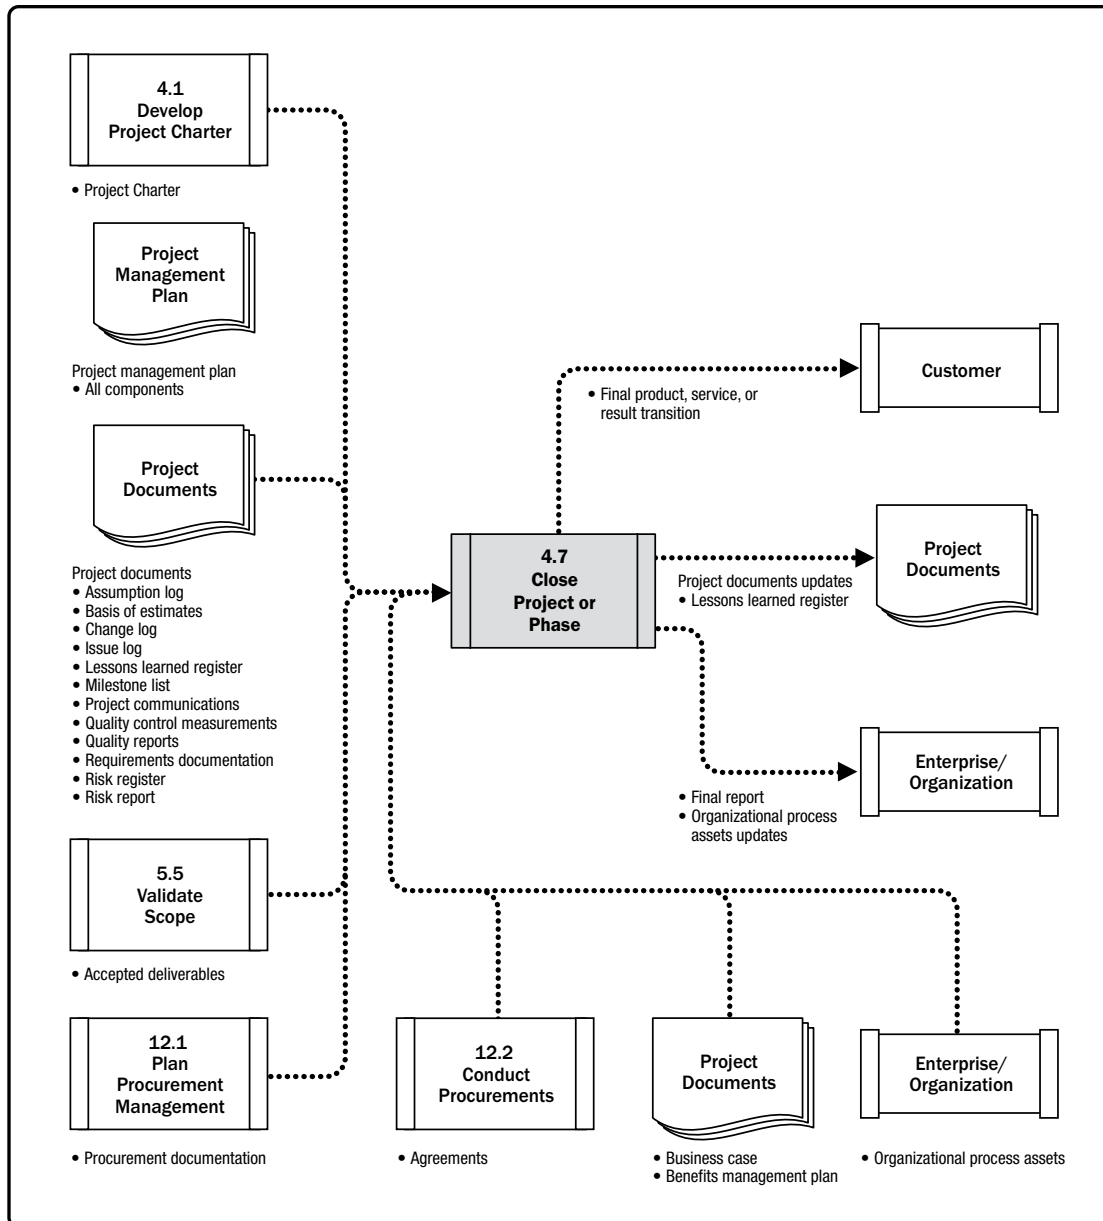 4.1
Develop
Project Charter
• Project Charter
Project
Management
Plan
Project management plan
• All components
Project
Documents
Project documents
• Assumption log
• Basis of estimates
• Change log
• Issue log
• Lessons learned register
• Milestone list
• Project communications
• Quality control measurements
• Quality reports
• Requirements documentation
• Risk register
• Risk report
5.5
Validate
Scope
• Accepted deliverables
12.1
Plan
Procurement
Management
• Procurement documentation
4.7
Close
Project or
Phase
• Final product, service, or
result transition
Customer
Project documents updates
• Lessons learned register
Project
Documents
• Final report
• Organizational process
assets updates
Enterprise/
Organization
12.2
Conduct
Procurements
• Agreements
Project
Documents
• Business case
• Benefits management plan
Enterprise/
Organization
• Organizational process assets